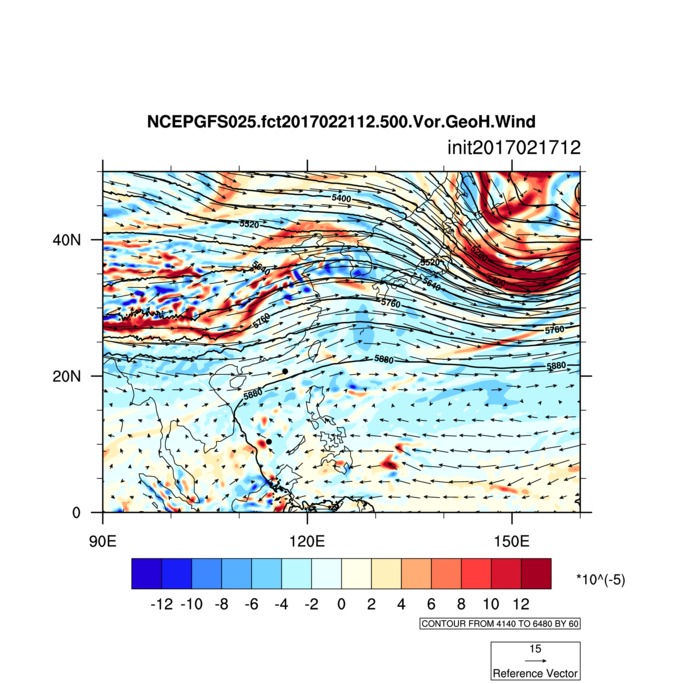 NCEPGFS025.fct2017022112.500.Vor.GeoH.Wind
init2017021712
5400
5520
5640
5760
5520
5640
5760
5760
5880
5880
5880
40N
20N
0
90E 120E 150E
-12 -10 -8 -6 -4 -2 0 2 4 6 8 10 12
*10^(-5)
CONTOUR FROM 4140 TO 6480 BY 60
15
Reference Vector